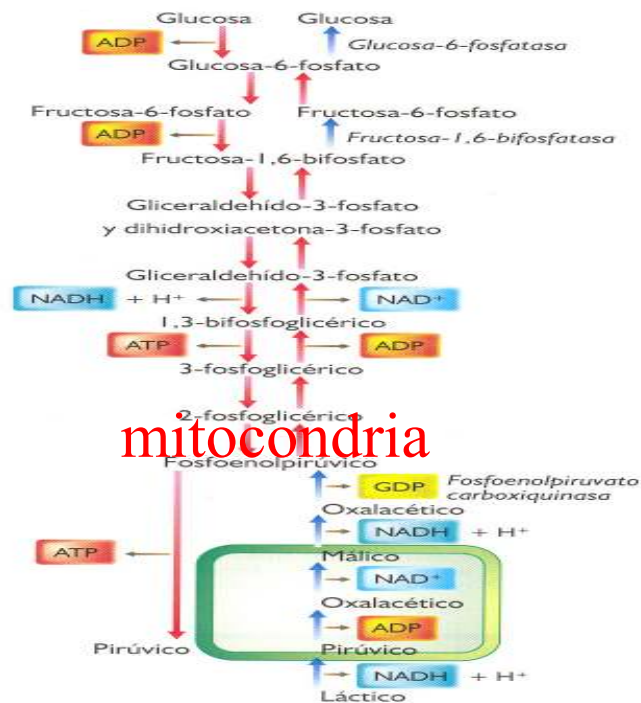 Glucosa Glucosa
ADP Glucosa-6-fosfatasa
Glucosa-6-fosfato
Fructosa-6-fosfato Fructosa-6-fosfato
ADP Fructosa-1,6-bifosfatasa
Fructosa-1,6-bifosfato
Gliceraldehído-3-fosfato
y dihidroxiacetona-3-fosfato
Gliceraldehído-3-fosfato
NADH + H⁺ NAD⁺
1,3-bifosfoglicérico
ATP ADP
3-fosfoglicérico
2-fosfoglicérico
mitocondria
Fosfoenolpirúvico
GDP Fosfoenolpiruvato
carboxiquinasa
Oxalacético
NADH + H⁺
ATP Málico
NAD⁺
Oxalacético
ADP
Pirúvico Pirúvico
NADH + H⁺
Láctico